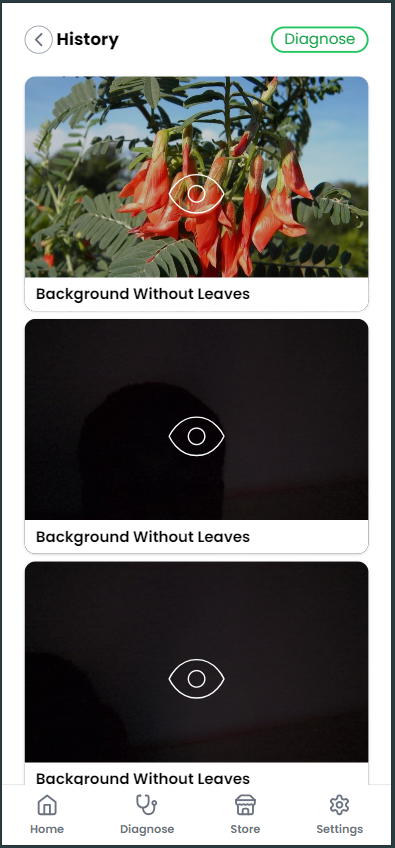 History
Diagnose
Background Without Leaves
Background Without Leaves
Background Without Leaves
Home
Diagnose
Store
Settings